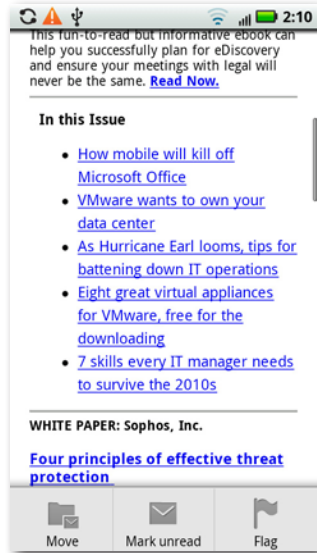 2:10
This fun-to-read but informative ebook can
help you successfully plan for eDiscovery
and ensure your meetings with legal will
never be the same. Read Now.
In this Issue
• How mobile will kill off
Microsoft Office
• VMware wants to own your
data center
• As Hurricane Earl looms, tips for
battening down IT operations
• Eight great virtual appliances
for VMware, free for the
downloading
• 7 skills every IT manager needs
to survive the 2010s
WHITE PAPER: Sophos, Inc.
Four principles of effective threat
protection
Move Mark unread Flag